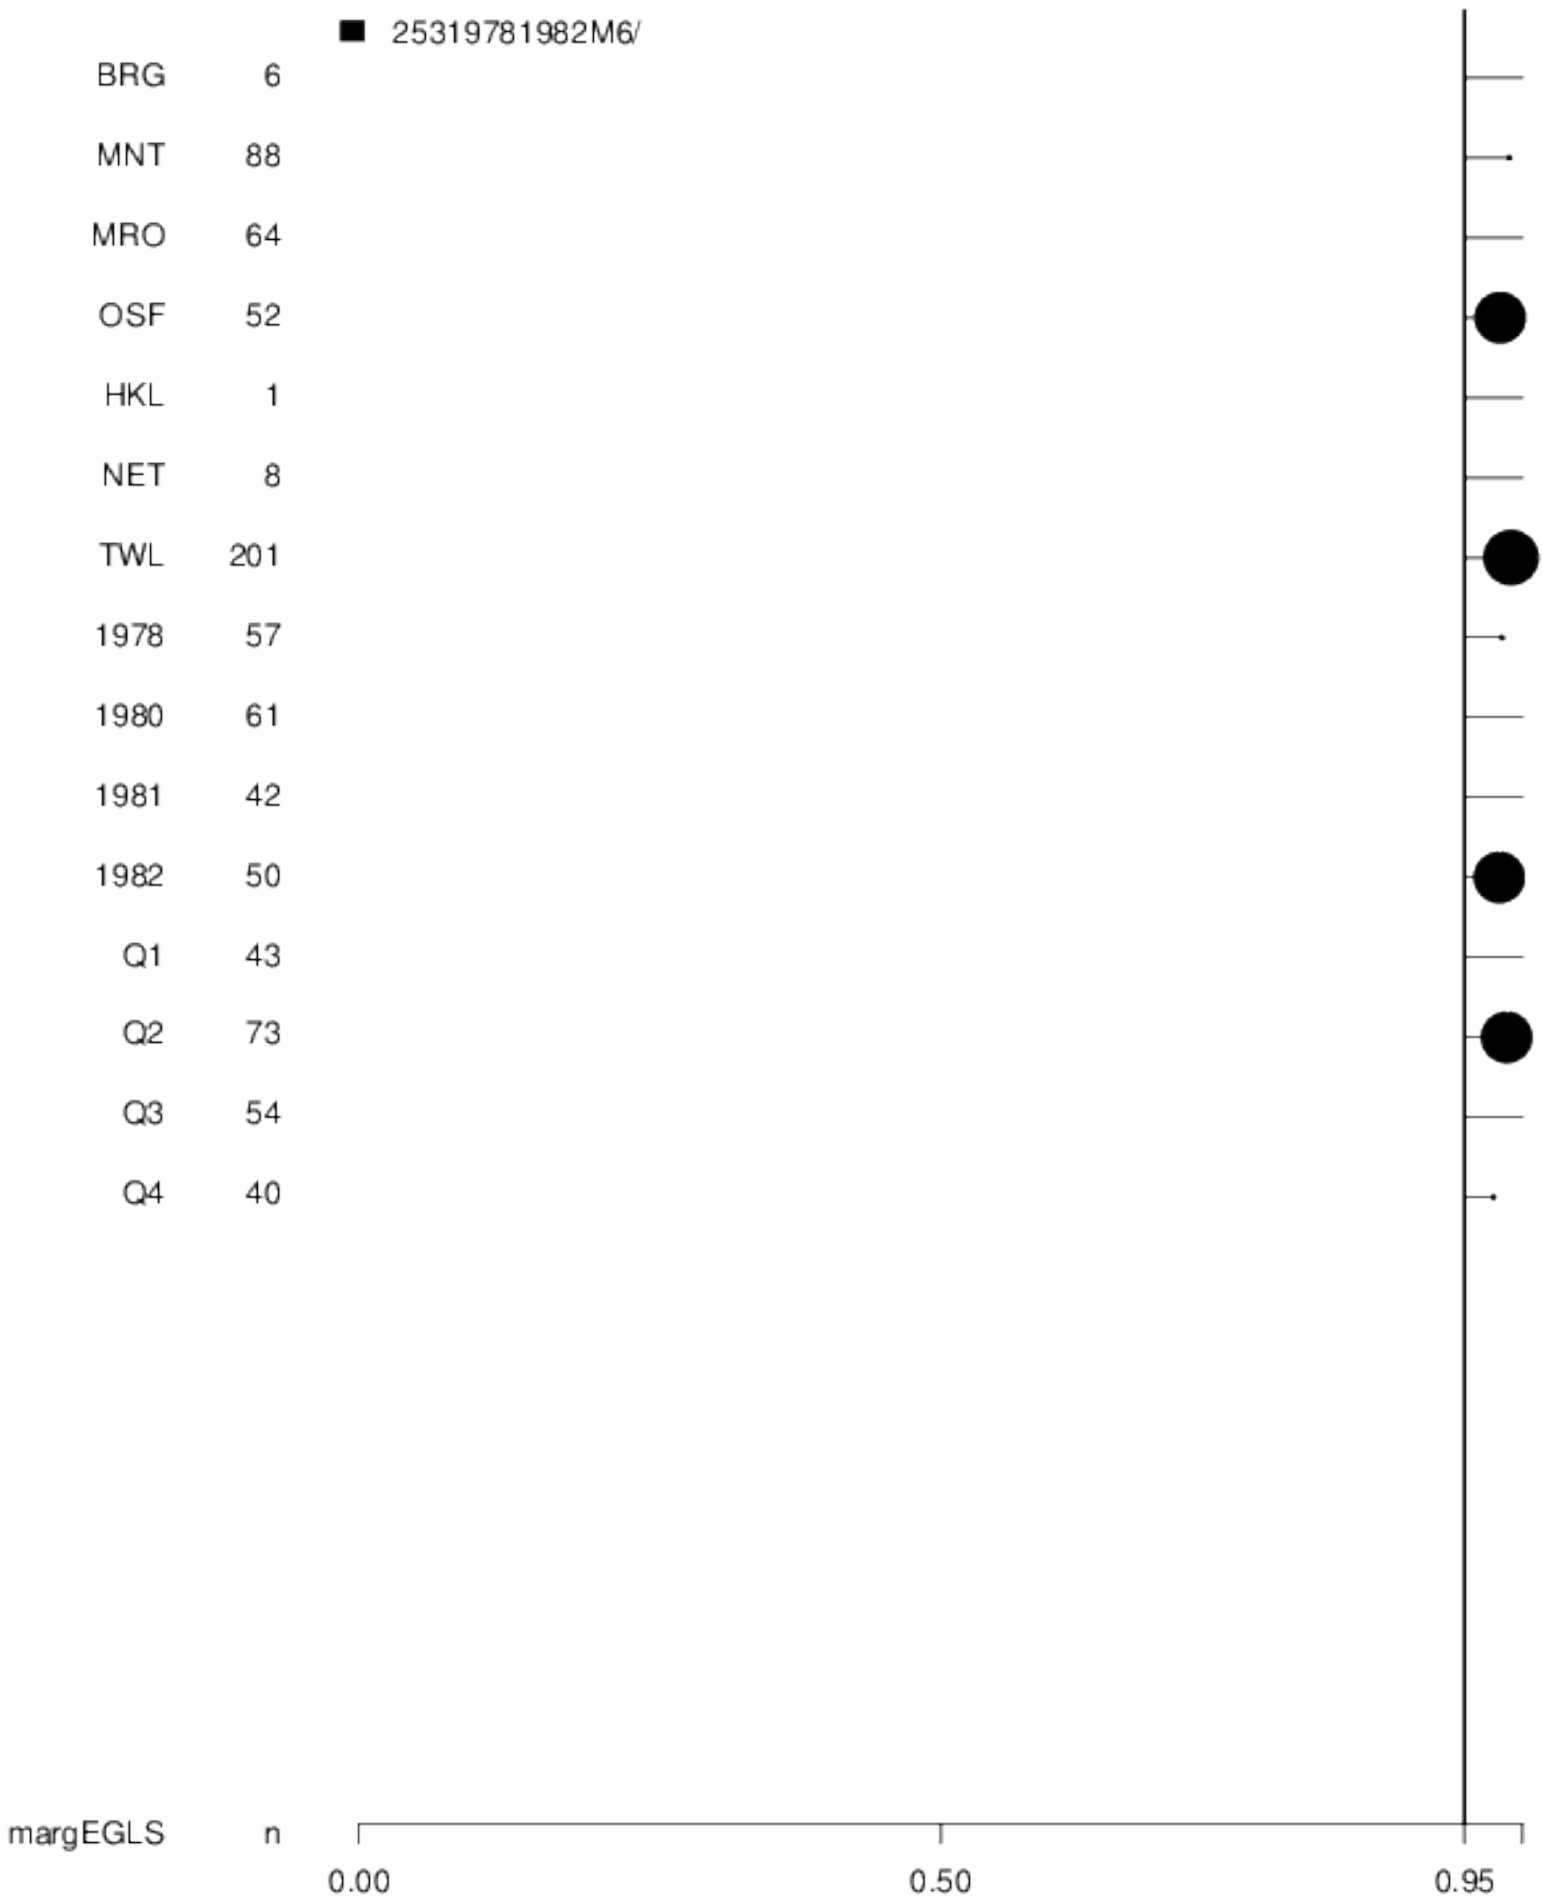 25319781982M6/
BRG 6
MNT 88
MRO 64
OSF 52
HKL 1
NET 8
TWL 201
1978 57
1980 61
1981 42
1982 50
Q1 43
Q2 73
Q3 54
Q4 40
margEGLS n
0.00 0.50 0.95